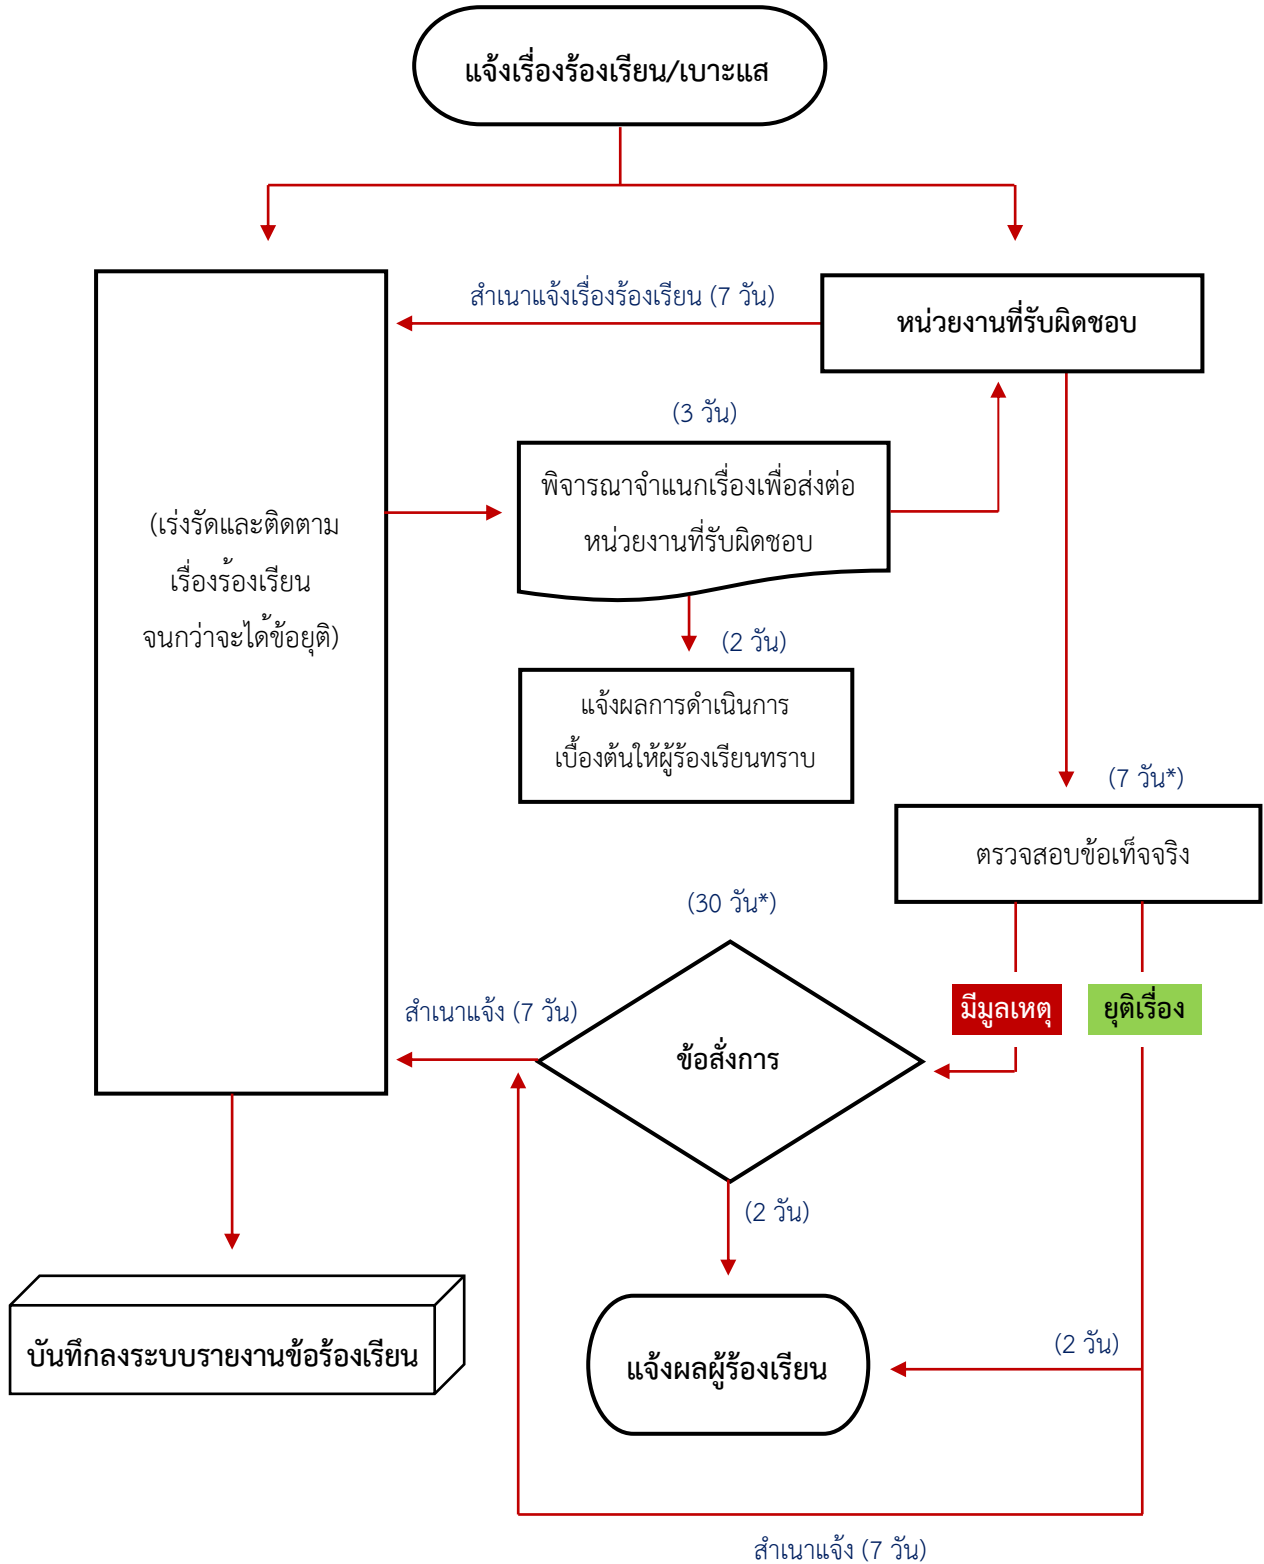 แจ้งเรื่องร้องเรียน/เบาะแส
สำเนาแจ้งเรื่องร้องเรียน (7 วัน)
หน่วยงานที่รับผิดชอบ
(3 วัน)
พิจารณาจำแนกเรื่องเพื่อส่งต่อ
หน่วยงานที่รับผิดชอบ
(เร่งรัดและติดตาม
เรื่องร้องเรียน
จนกว่าจะได้ข้อยุติ)
(2 วัน)
แจ้งผลการดำเนินการ
เบื้องต้นให้ผู้ร้องเรียนทราบ
(7 วัน*)
ตรวจสอบข้อเท็จจริง
(30 วัน*)
มีมูลเหตุ
ยุติเรื่อง
สำเนาแจ้ง (7 วัน)
ข้อสั่งการ
(2 วัน)
บันทึกลงระบบรายงานข้อร้องเรียน
แจ้งผลผู้ร้องเรียน
(2 วัน)
สำเนาแจ้ง (7 วัน)